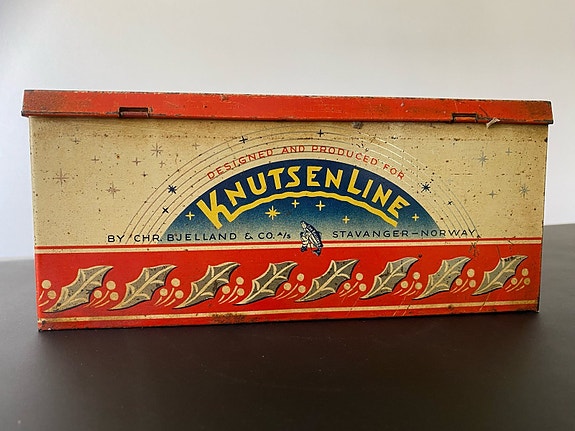 DESIGNED AND PRODUCED FOR
KNUTSEN LINE
BY CHR. BJELLAND & CO. A/S STAVANGER-NORWAY